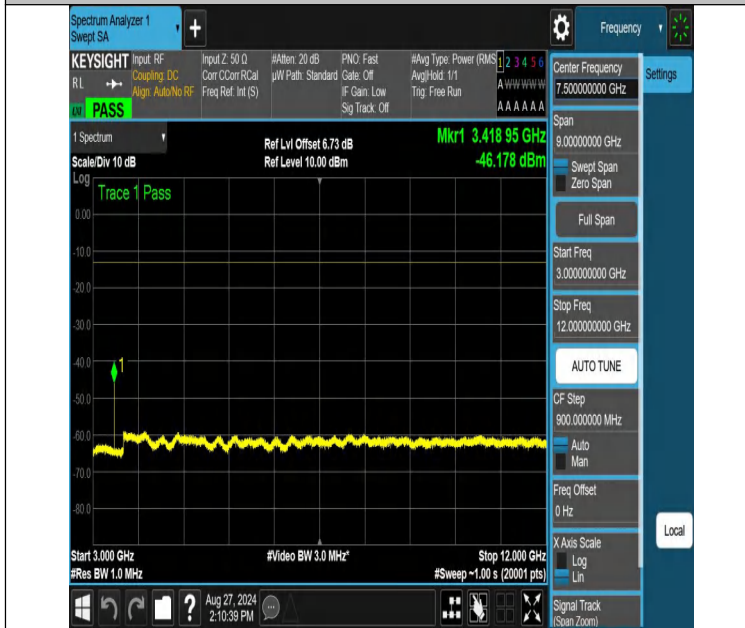 Spectrum Analyzer 1
Swept SA
+
Frequency
KEYSIGHT
RL
PASS
Input: RF
Coupling: DC
Align: Auto/No RF
Input Z: 50 Ω
Corr CCorr RCal
Freq Ref: Int (S)
#Atten: 20 dB
µW Path: Standard
PNO: Fast
Gate: Off
IF Gain: Low
Sig Track: Off
#Avg Type: Power (RMS
Avg|Hold: 1/1
Trig: Free Run
1 2 3 4 5 6
A W W W W W
A A A A A A
1 Spectrum
Scale/Div 10 dB
Ref Lvl Offset 6.73 dB
Ref Level 10.00 dBm
Mkr1 3.418 95 GHz
-46.178 dBm
Log
Trace 1 Pass
0.00
-10.0
-20.0
-30.0
-40.0
1
-50.0
-60.0
-70.0
-80.0
Start 3.000 GHz
#Res BW 1.0 MHz
#Video BW 3.0 MHz*
Stop 12.000 GHz
#Sweep ~1.00 s (20001 pts)
?
Aug 27, 2024
2:10:39 PM
Center Frequency
7.500000000 GHz
Settings
Span
9.00000000 GHz
Swept Span
Zero Span
Full Span
Start Freq
3.000000000 GHz
Stop Freq
12.000000000 GHz
AUTO TUNE
CF Step
900.000000 MHz
Auto
Man
Freq Offset
0 Hz
Local
X Axis Scale
Log
Lin
Signal Track
(Span Zoom)